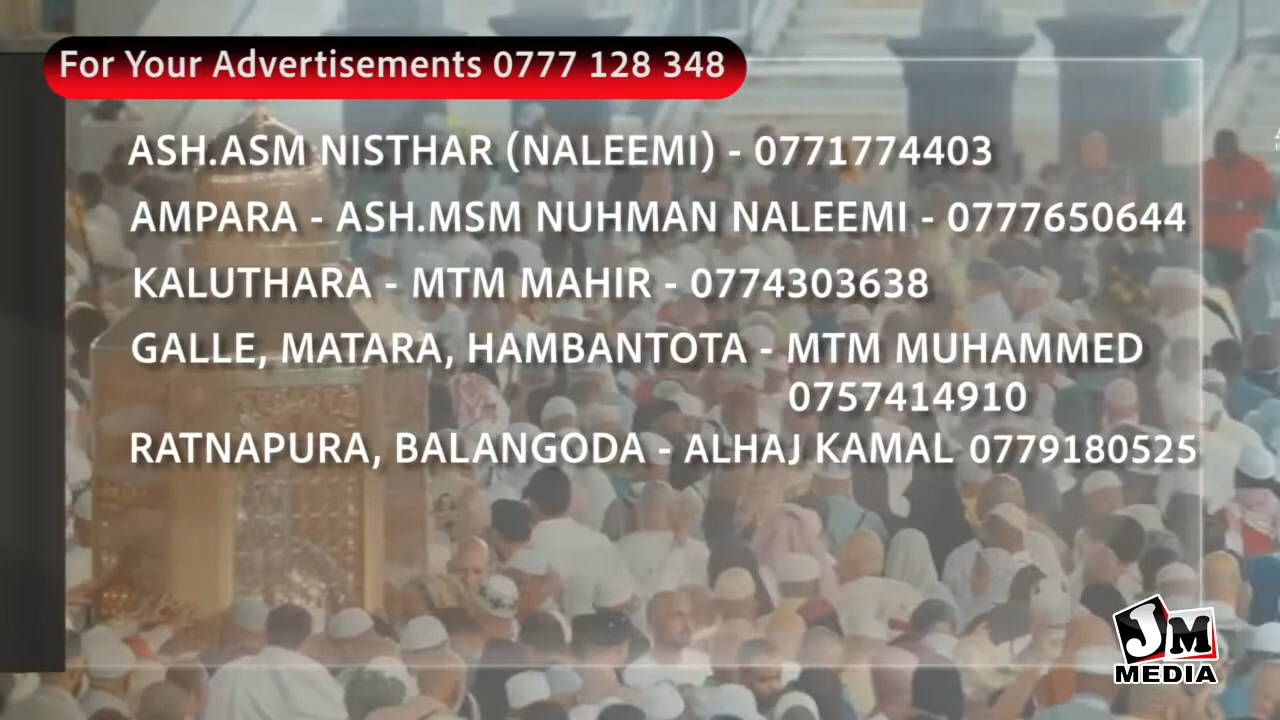 For Your Advertisements 0777 128 348
ASH.ASM NISTHAR (NALEEMI) - 0771774403
AMPARA - ASH.MSM NUHMAN NALEEMI - 0777650644
KALUTHARA - MTM MAHIR - 0774303638
GALLE, MATARA, HAMBANTOTA - MTM MUHAMMED
0757414910
RATNAPURA, BALANGODA - ALHAJ KAMAL 0779180525
JM
MEDIA